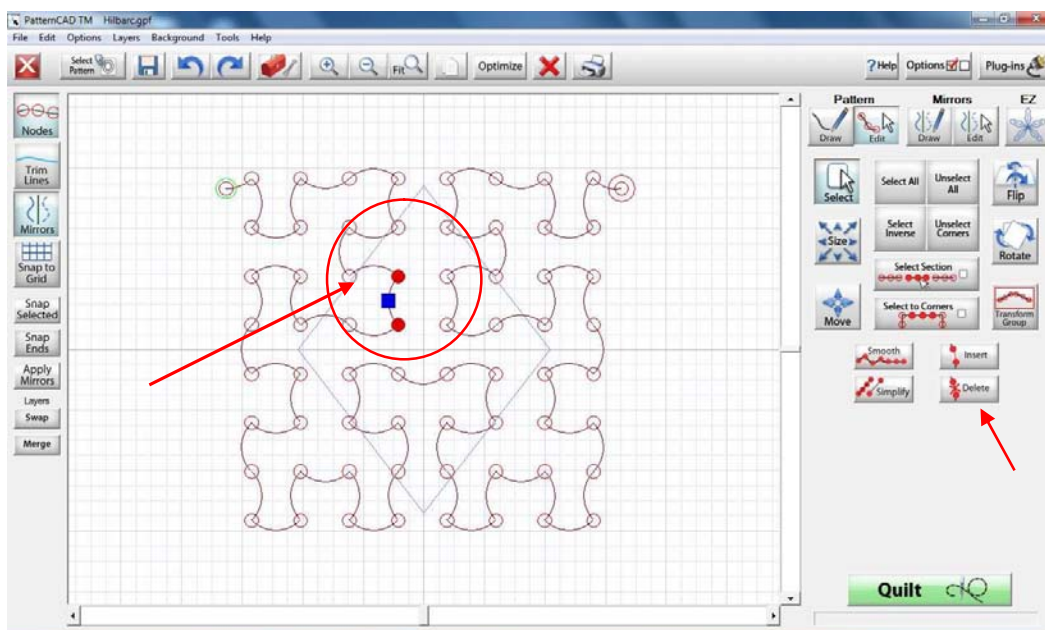 PatternCAD TM Hilbarc.gpf
File Edit Options Layers Background Tools Help
Select
Pattern
Fit
Optimize
?Help
Options
Plug-ins
Nodes
Trim
Lines
Mirrors
Snap to
Grid
Snap
Selected
Snap
Ends
Apply
Mirrors
Layers
Swap
Merge
Pattern Mirrors EZ
Draw Edit Draw Edit
Select
Select All
Unselect
All
Flip
Size
Select
Inverse
Unselect
Corners
Rotate
Select Section
Move
Select to Corners
Transform
Group
Smooth
Insert
Simplify
Delete
Quilt